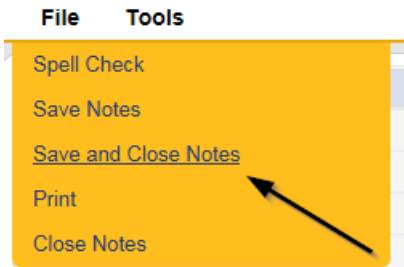 File Tools
Spell Check
Save Notes
Save and Close Notes
Print
Close Notes